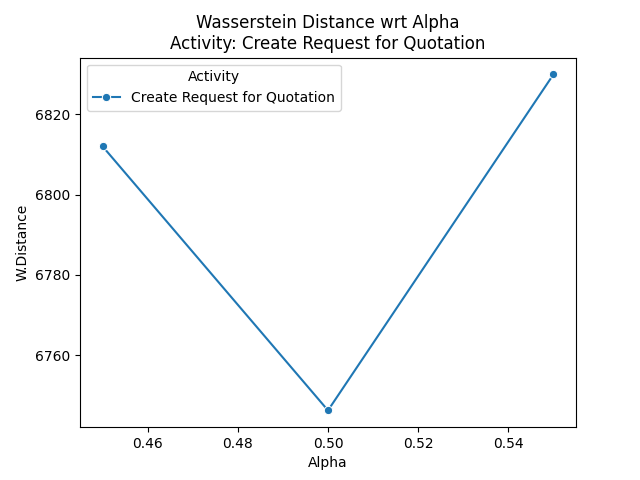 Wasserstein Distance wrt Alpha
Activity: Create Request for Quotation
Activity
Create Request for Quotation
W.Distance
6820
6800
6780
6760
0.46 0.48 0.50 0.52 0.54
Alpha